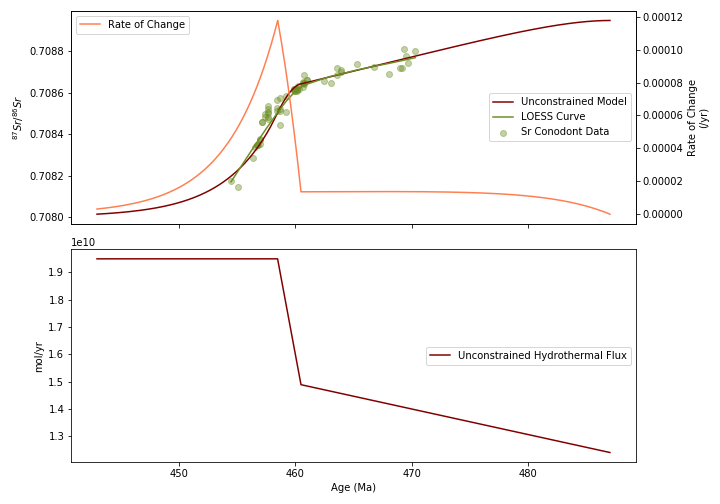 Rate of Change
0.7088
0.7086
0.7084
0.7082
0.7080
87Sr/86Sr
0.00012
0.00010
0.00008
0.00006
0.00004
0.00002
0.00000
Rate of Change
(/yr)
Unconstrained Model
LOESS Curve
Sr Conodont Data
1e10
1.9
1.8
1.7
1.6
1.5
1.4
1.3
mol/yr
Unconstrained Hydrothermal Flux
450 460 470 480
Age (Ma)